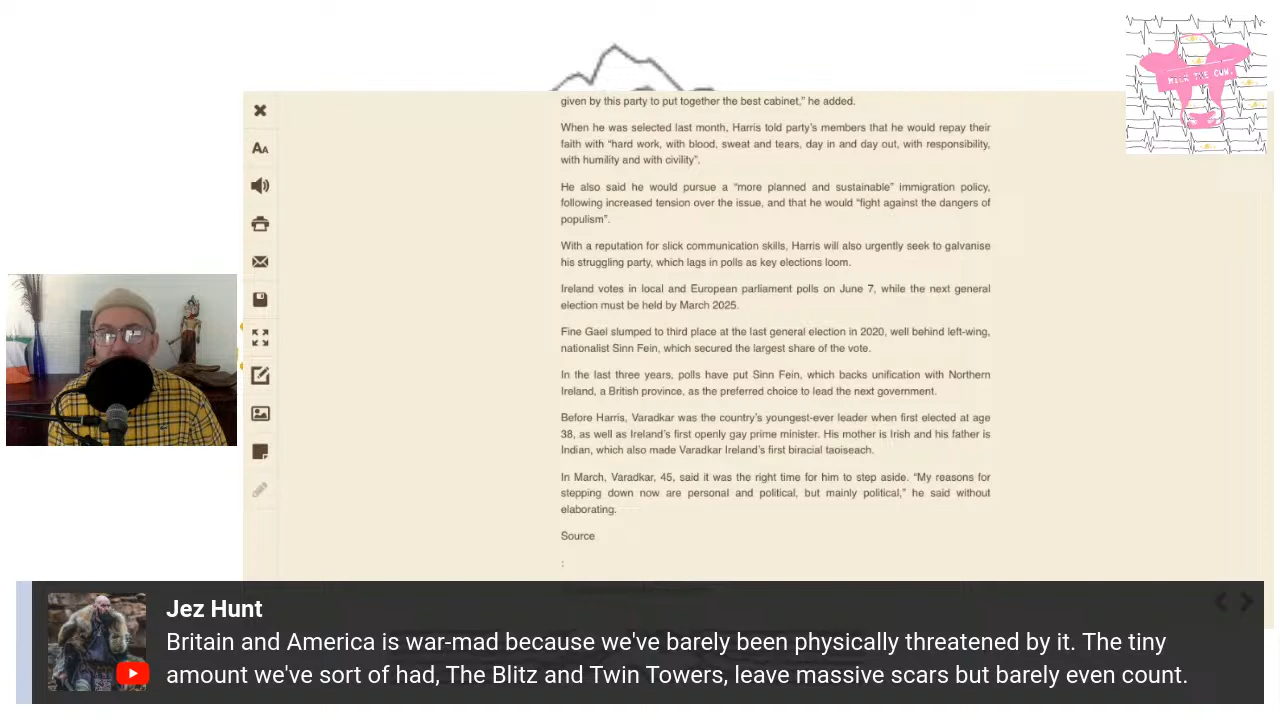 MILK THE COW.
given by this party to put together the best cabinet,” he added.
When he was selected last month, Harris told party’s members that he would repay their
faith with “hard work, with blood, sweat and tears, day in and day out, with responsibility,
with humility and with civility”.
He also said he would pursue a “more planned and sustainable” immigration policy,
following increased tension over the issue, and that he would “fight against the dangers of
populism”.
With a reputation for slick communication skills, Harris will also urgently seek to galvanise
his struggling party, which lags in polls as key elections loom.
Ireland votes in local and European parliament polls on June 7, while the next general
election must be held by March 2025.
Fine Gael slumped to third place at the last general election in 2020, well behind left-wing,
nationalist Sinn Fein, which secured the largest share of the vote.
In the last three years, polls have put Sinn Fein, which backs unification with Northern
Ireland, a British province, as the preferred choice to lead the next government.
Before Harris, Varadkar was the country’s youngest-ever leader when first elected at age
38, as well as Ireland’s first openly gay prime minister. His mother is Irish and his father is
Indian, which also made Varadkar Ireland’s first biracial taoiseach.
In March, Varadkar, 45, said it was the right time for him to step aside. “My reasons for
stepping down now are personal and political, but mainly political,” he said without
elaborating.
Source
:
AA
Jez Hunt
Britain and America is war-mad because we've barely been physically threatened by it. The tiny
amount we've sort of had, The Blitz and Twin Towers, leave massive scars but barely even count.